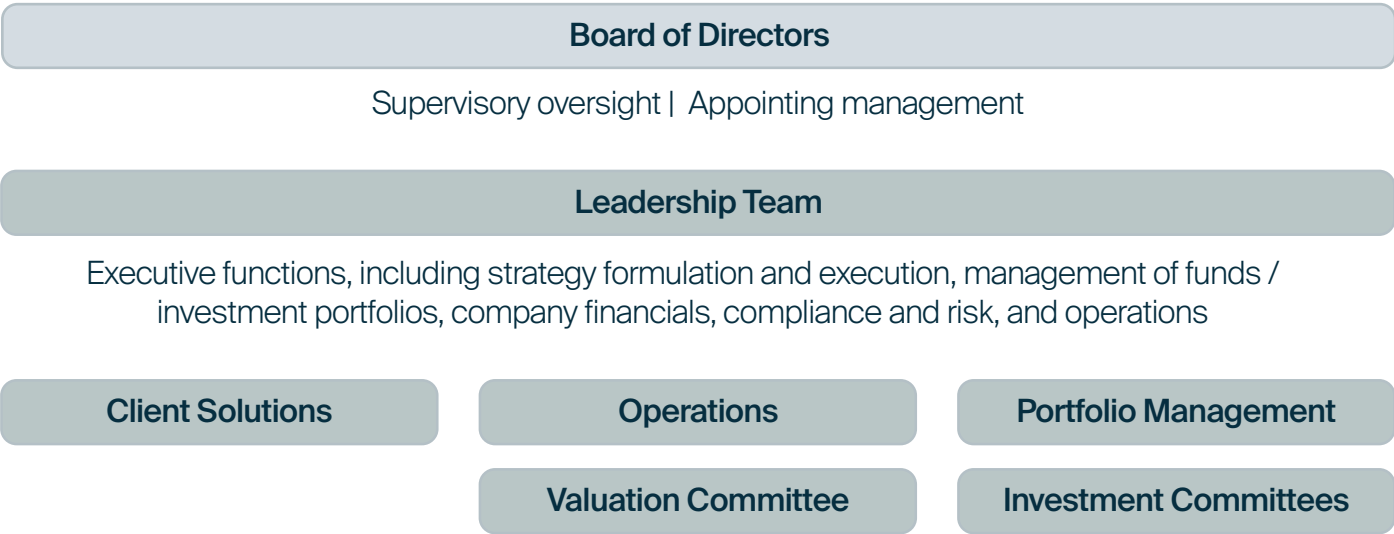 Board of Directors
Supervisory oversight | Appointing management
Leadership Team
Executive functions, including strategy formulation and execution, management of funds /
investment portfolios, company financials, compliance and risk, and operations
Client Solutions
Operations
Portfolio Management
Valuation Committee
Investment Committees